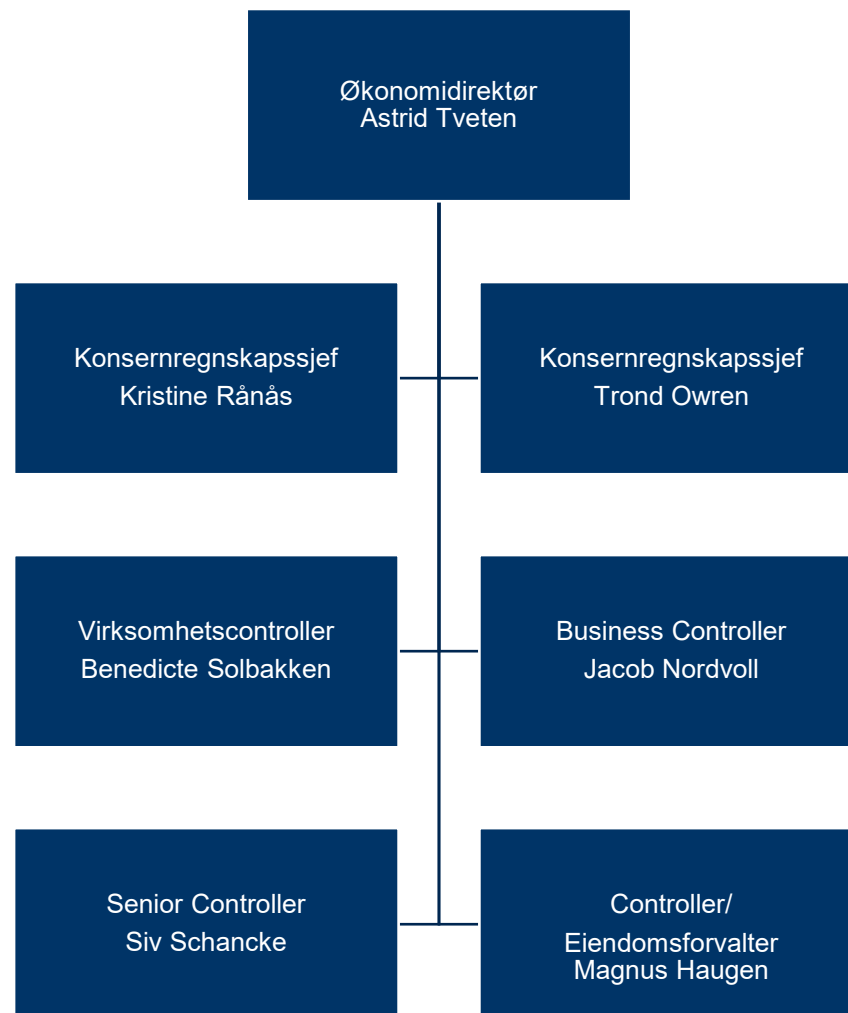 Økonomidirektør
Astrid Tveten
Konsernregnskapssjef
Kristine Rånås
Konsernregnskapssjef
Trond Owren
Virksomhetscontroller
Benedicte Solbakken
Business Controller
Jacob Nordvoll
Senior Controller
Siv Schancke
Controller/
Eiendomsforvalter
Magnus Haugen